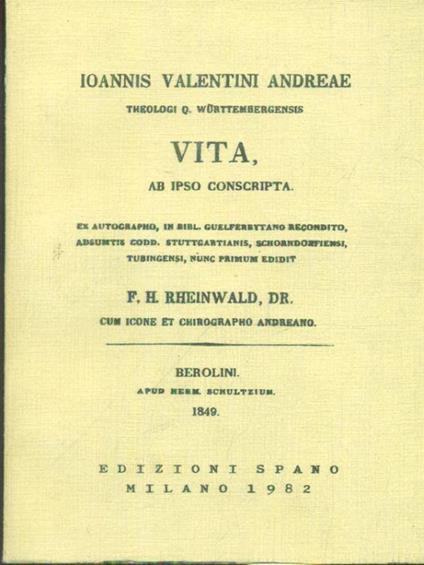 IOANNIS VALENTINI ANDREAE
THEOLOGI Q. WÜRTTEMBERGENSIS
VITA,
AB IPSO CONSCRIPTA.
EX AUTOGRAPHO, IN BIBL. GUELFERBYTANO RECONDITO,
ADSUMTIS CODD. STUTTGARTIANIS, SCHORNDORFIENSI,
TUBINGENSI, NUNC PRIMUM EDIDIT
F. H. RHEINWALD, DR.
CUM ICONE ET CHIROGRAPHO ANDREANO.
BEROLINI.
APUD HERM. SCHULTZIUM.
1849.
EDIZIONI SPANO
MILANO 1982